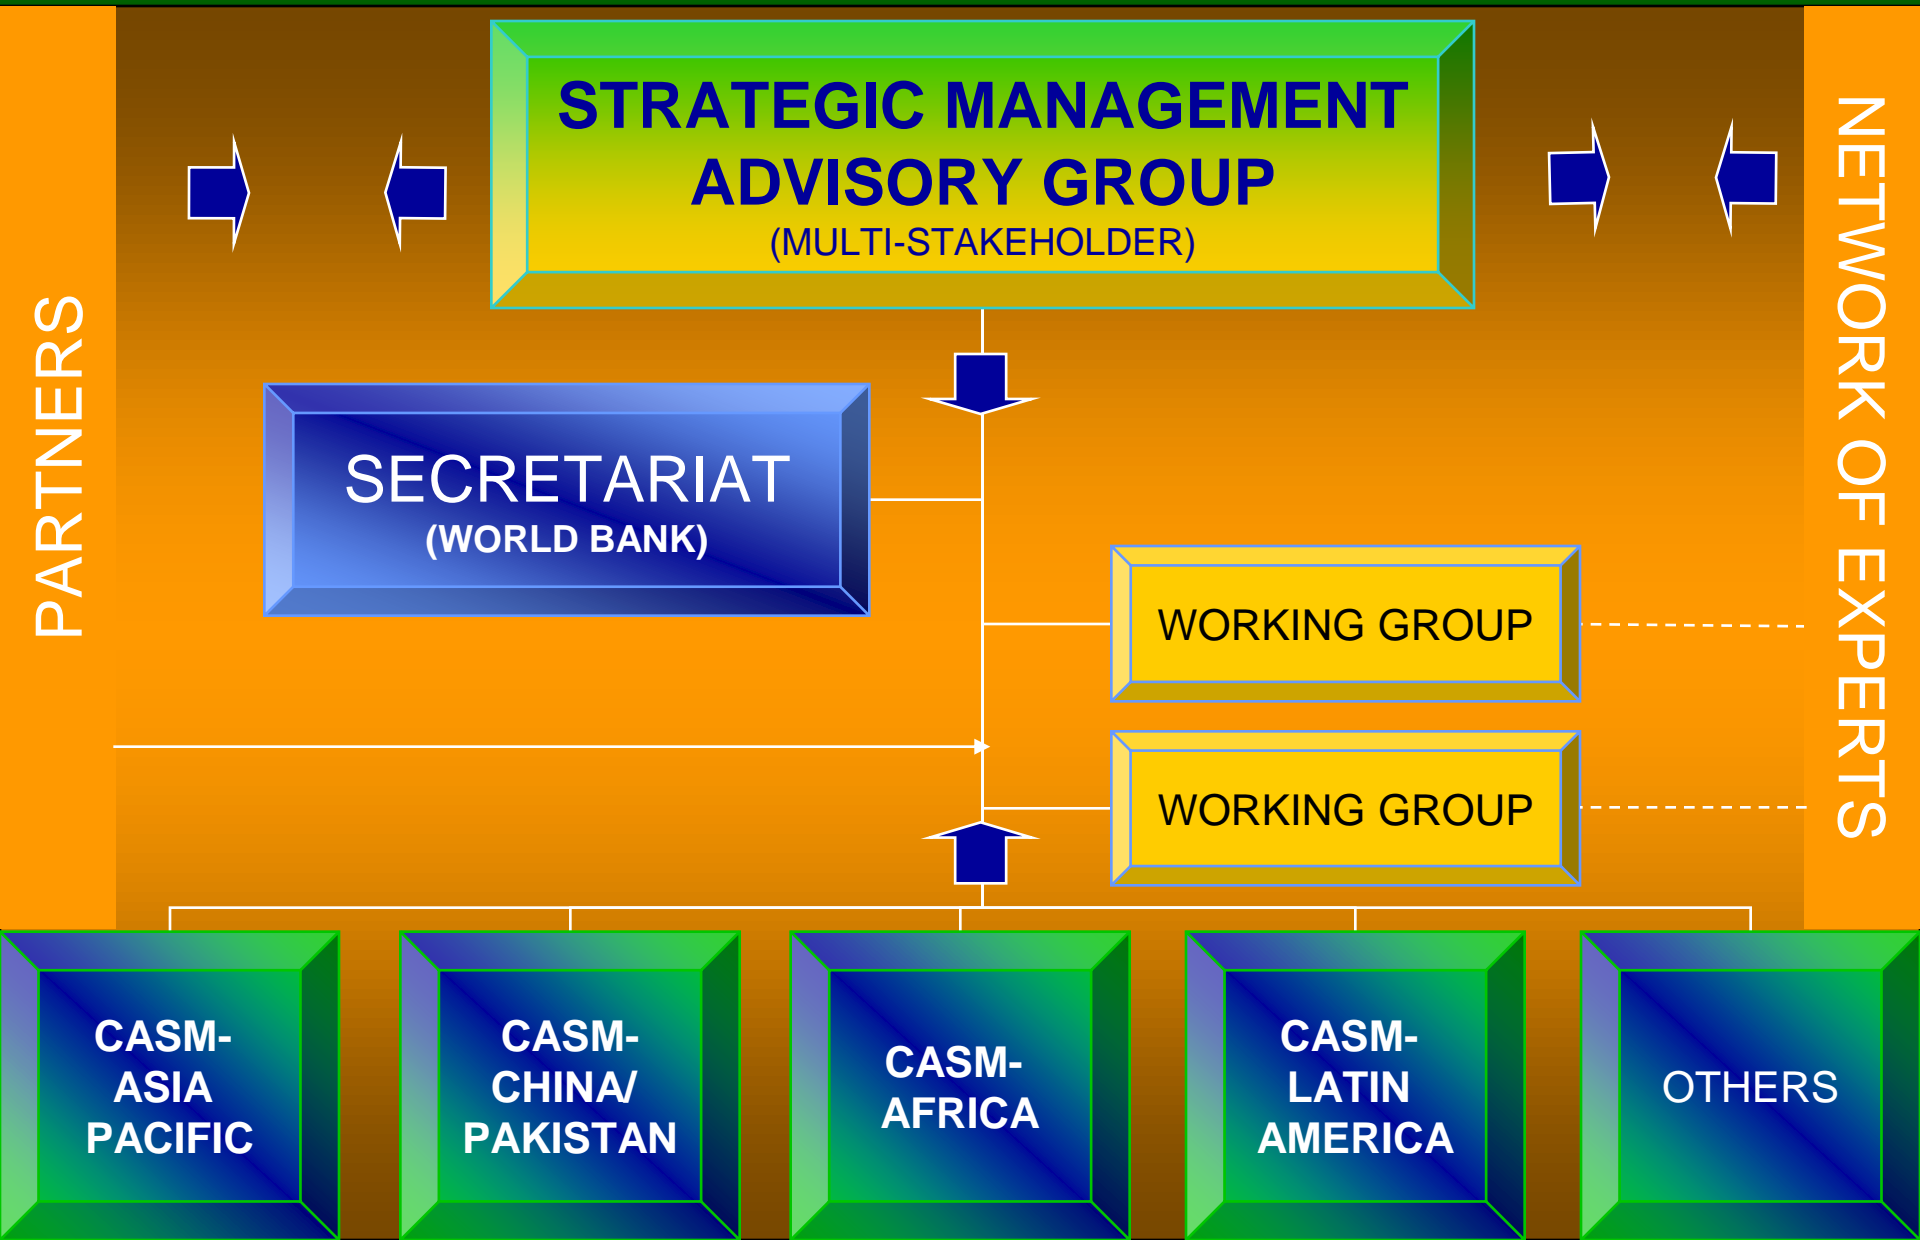 STRATEGIC MANAGEMENT
ADVISORY GROUP
(MULTI-STAKEHOLDER)
PARTNERS
NETWORK OF EXPERTS
SECRETARIAT
(WORLD BANK)
WORKING GROUP
WORKING GROUP
CASM-
ASIA
PACIFIC
CASM-
CHINA/
PAKISTAN
CASM-
AFRICA
CASM-
LATIN
AMERICA
OTHERS